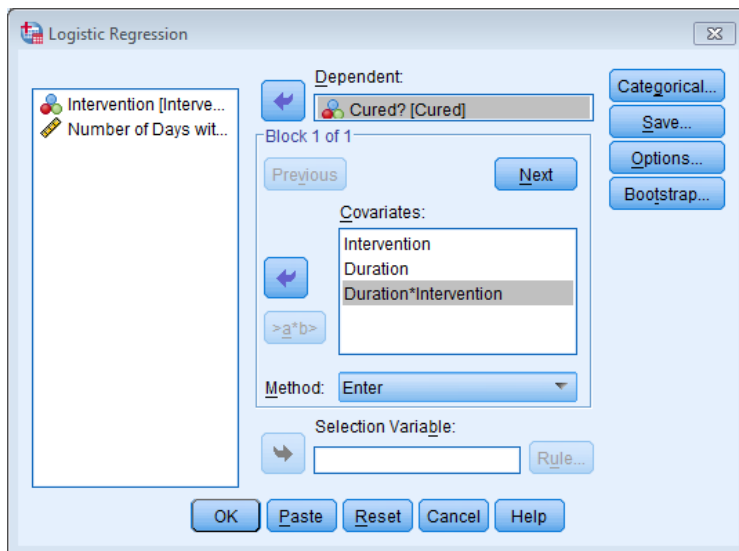 Logistic Regression
Intervention [Interve...
Number of Days wit...
Dependent:
Cured? [Cured]
Block 1 of 1
Previous
Next
Covariates:
Intervention
Duration
Duration*Intervention
>a*b>
Method:
Enter
Selection Variable:
Rule...
Categorical...
Save...
Options...
Bootstrap...
OK
Paste
Reset
Cancel
Help